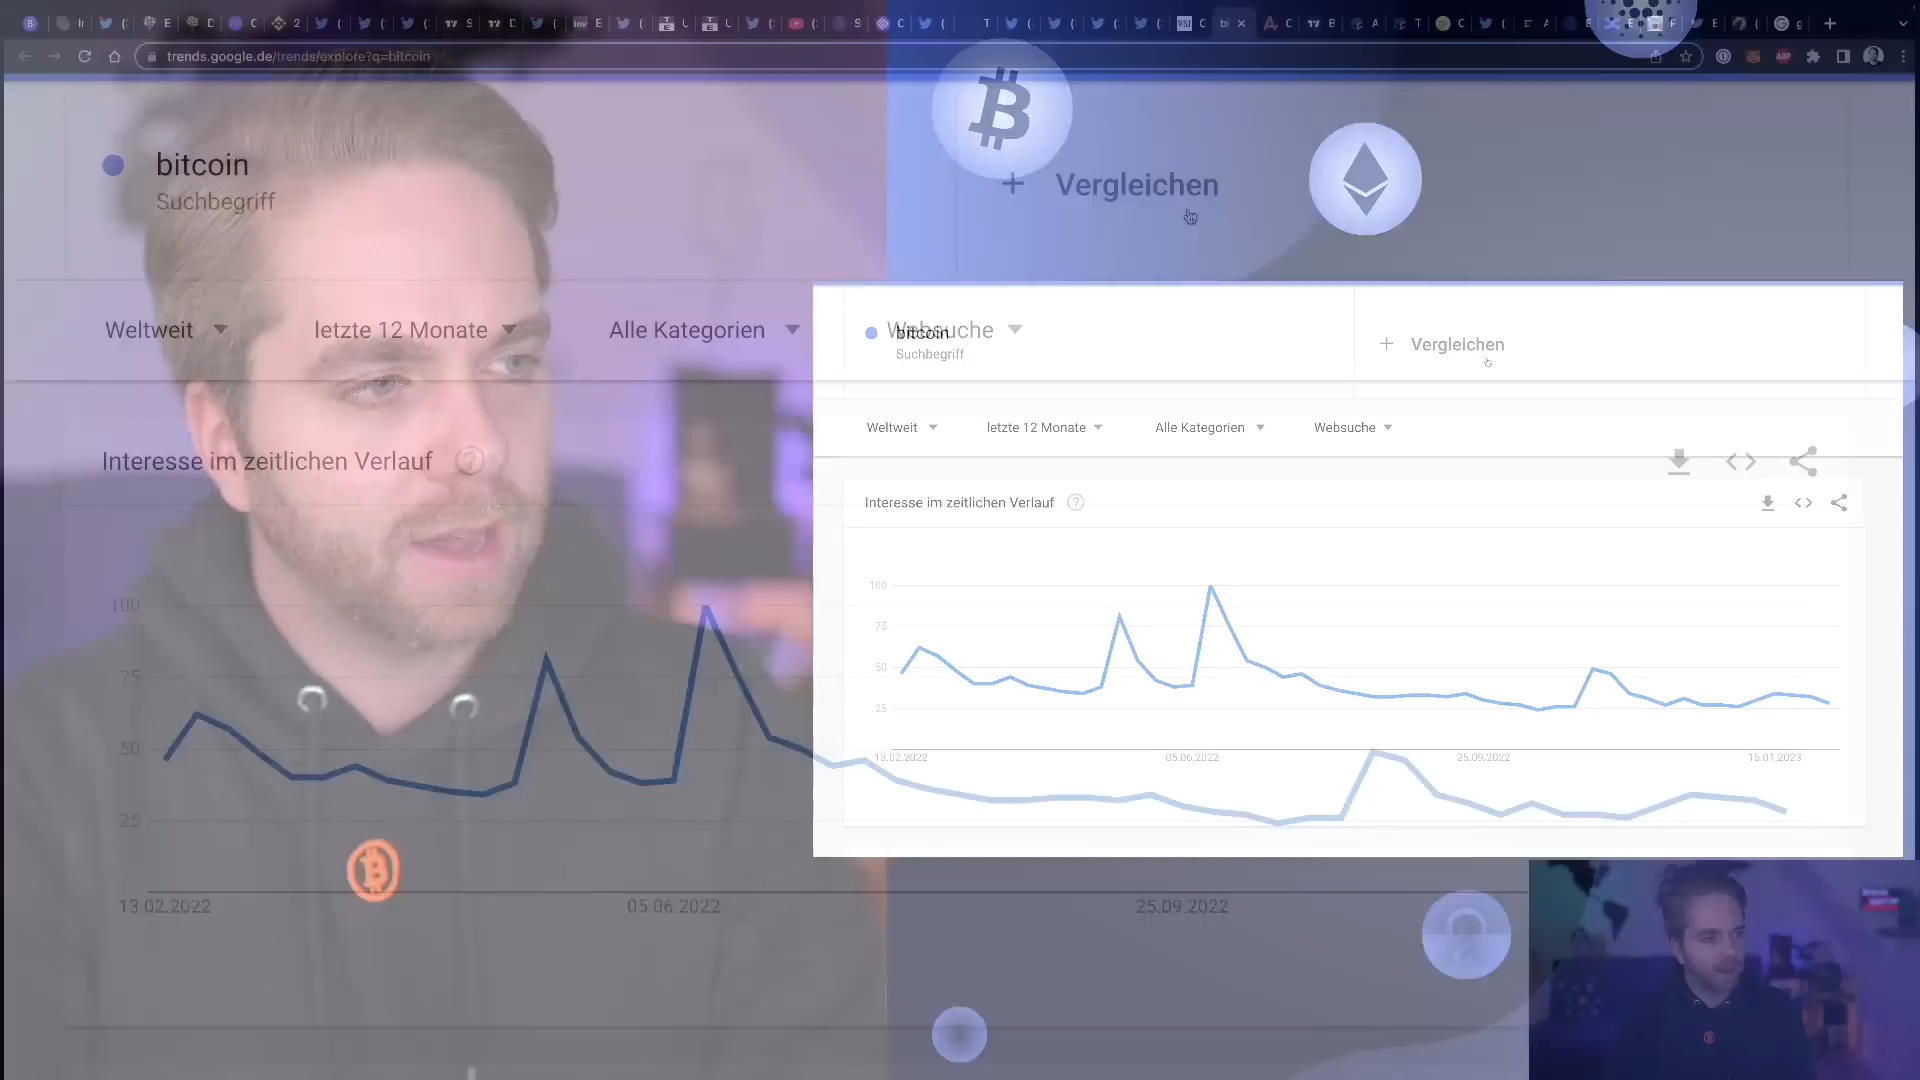 trends.google.de/trends/explore?q=bitcoin
bitcoin
Suchbegriff
+ Vergleichen
Weltweit
letzte 12 Monate
Alle Kategorien
Websuche
Interesse im zeitlichen Verlauf
100
75
50
25
13.02.2022
05.06.2022
25.09.2022
bitcoin
Suchbegriff
+ Vergleichen
Weltweit
letzte 12 Monate
Alle Kategorien
Websuche
Interesse im zeitlichen Verlauf
100
75
50
25
13.02.2022
05.06.2022
25.09.2022
15.01.2023